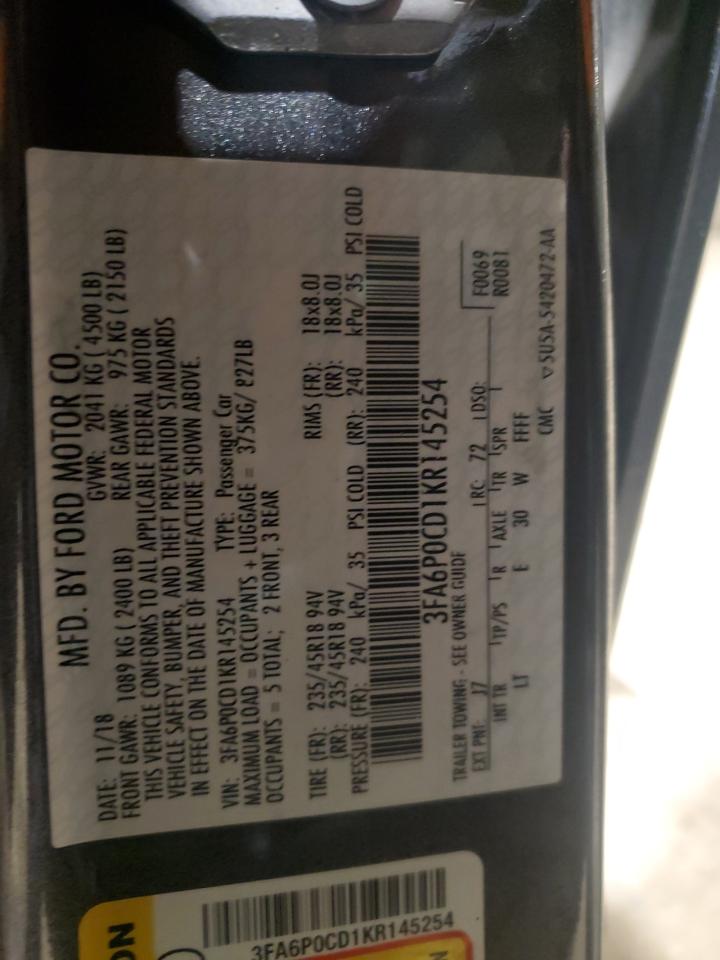 MFD. BY FORD MOTOR CO.
DATE: 11/18 GVWR: 2041 KG ( 4500 LB)
FRONT GAWR: 1089 KG ( 2400 LB) REAR GAWR: 975 KG ( 2150 LB)
THIS VEHICLE CONFORMS TO ALL APPLICABLE FEDERAL MOTOR
VEHICLE SAFETY, BUMPER, AND THEFT PREVENTION STANDARDS
IN EFFECT ON THE DATE OF MANUFACTURE SHOWN ABOVE.
VIN: 3FA6P0CD1KR145254 TYPE: Passenger Car
MAXIMUM LOAD = OCCUPANTS + LUGGAGE = 375KG/ 827LB
OCCUPANTS = 5 TOTAL; 2 FRONT, 3 REAR
TIRE (FR): 235/45R18 94V RIMS (FR): 18x8.0J
(RR): 235/45R18 94V (RR): 18x8.0J
PRESSURE (FR): 240 kPa/ 35 PSI COLD (RR): 240 kPa/ 35 PSI COLD
3FA6P0CD1KR145254
TRAILER TOWING - SEE OWNER GUIDE
EXT PNT: J7 RC: 72 DSO: F0069
INT TR TP/PS R AXLE TR SPR R0081
LT E 30 W FFFF
CMC 5U5A-5420472-AA
ON
3FA6P0CD1KR145254
N